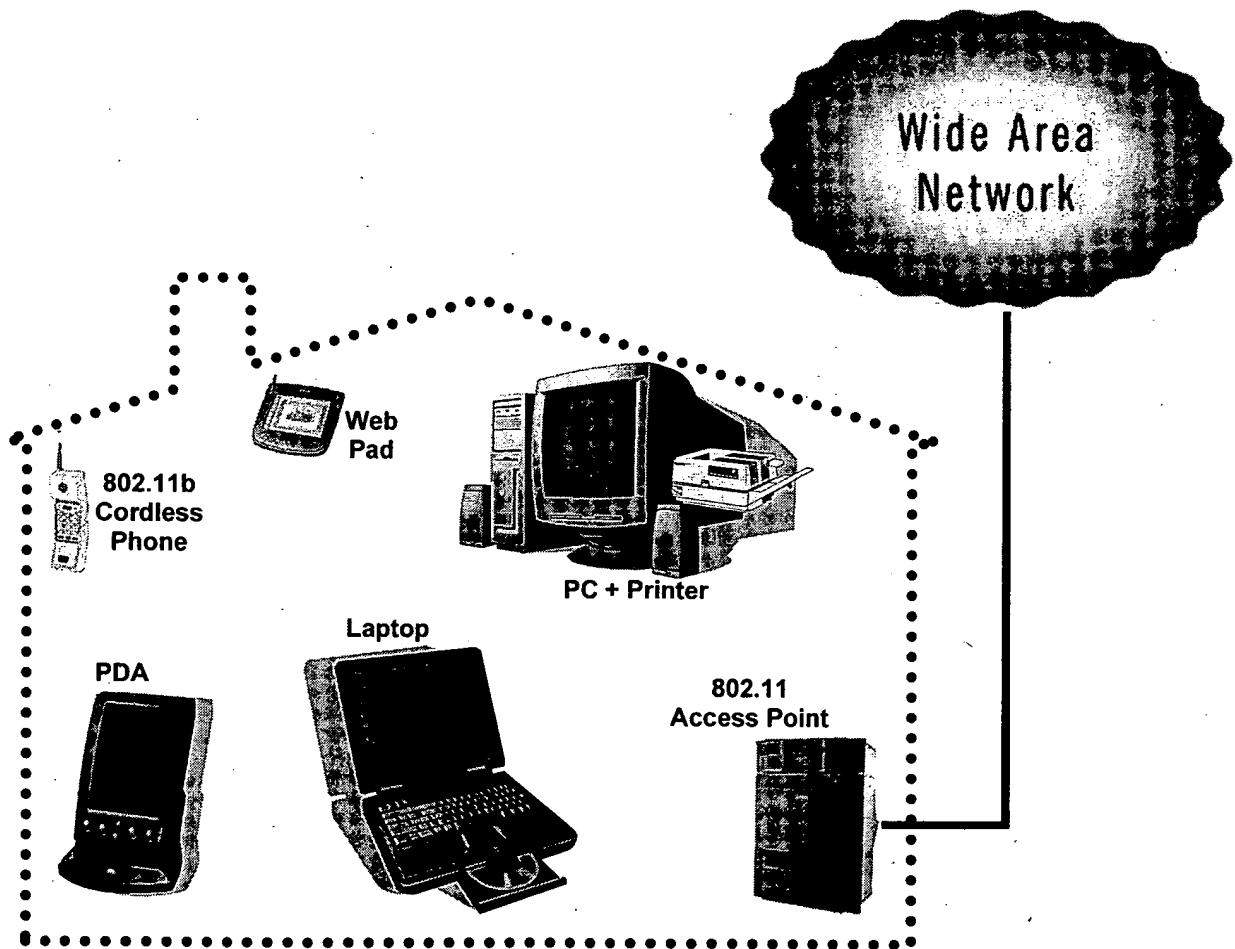 Wide Area
Network
Web
Pad
802.11b
Cordless
Phone
PC + Printer
Laptop
PDA
802.11
Access Point